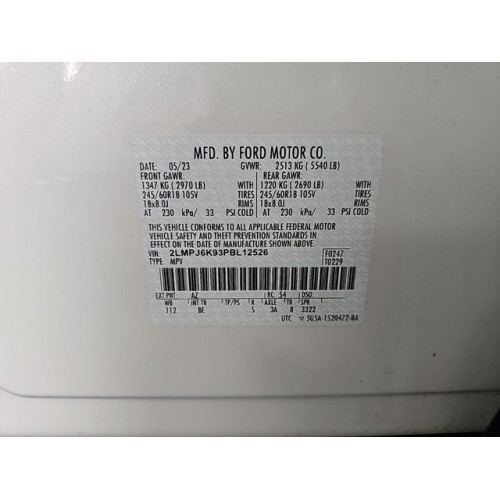 MFD. BY FORD MOTOR CO.
DATE: 05/23 GVWR: 2513 KG ( 5540 LB)
FRONT GAWR: REAR GAWR:
1347 KG ( 2970 LB) WITH 1220 KG ( 2690 LB) WITH
245/60R18 105V TIRES 245/60R18 105V TIRES
18x8.0J RIMS 18x8.0J RIMS
AT 230 kPa/ 33 PSI COLD AT 230 kPa/ 33 PSI COLD
THIS VEHICLE CONFORMS TO ALL APPLICABLE FEDERAL MOTOR
VEHICLE SAFETY AND THEFT PREVENTION STANDARDS IN
EFFECT ON THE DATE OF MANUFACTURE SHOWN ABOVE.
VIN: 2LMPJ6K93PBL12526 F0247
TYPE: MPV T0229
EXT PNT: AZ RC: 54 DSO:
WB INT TR TP/PS R AXLE TR SPR
112 BE S 3A 8 3322
UTC 5U5A-1520472-BA